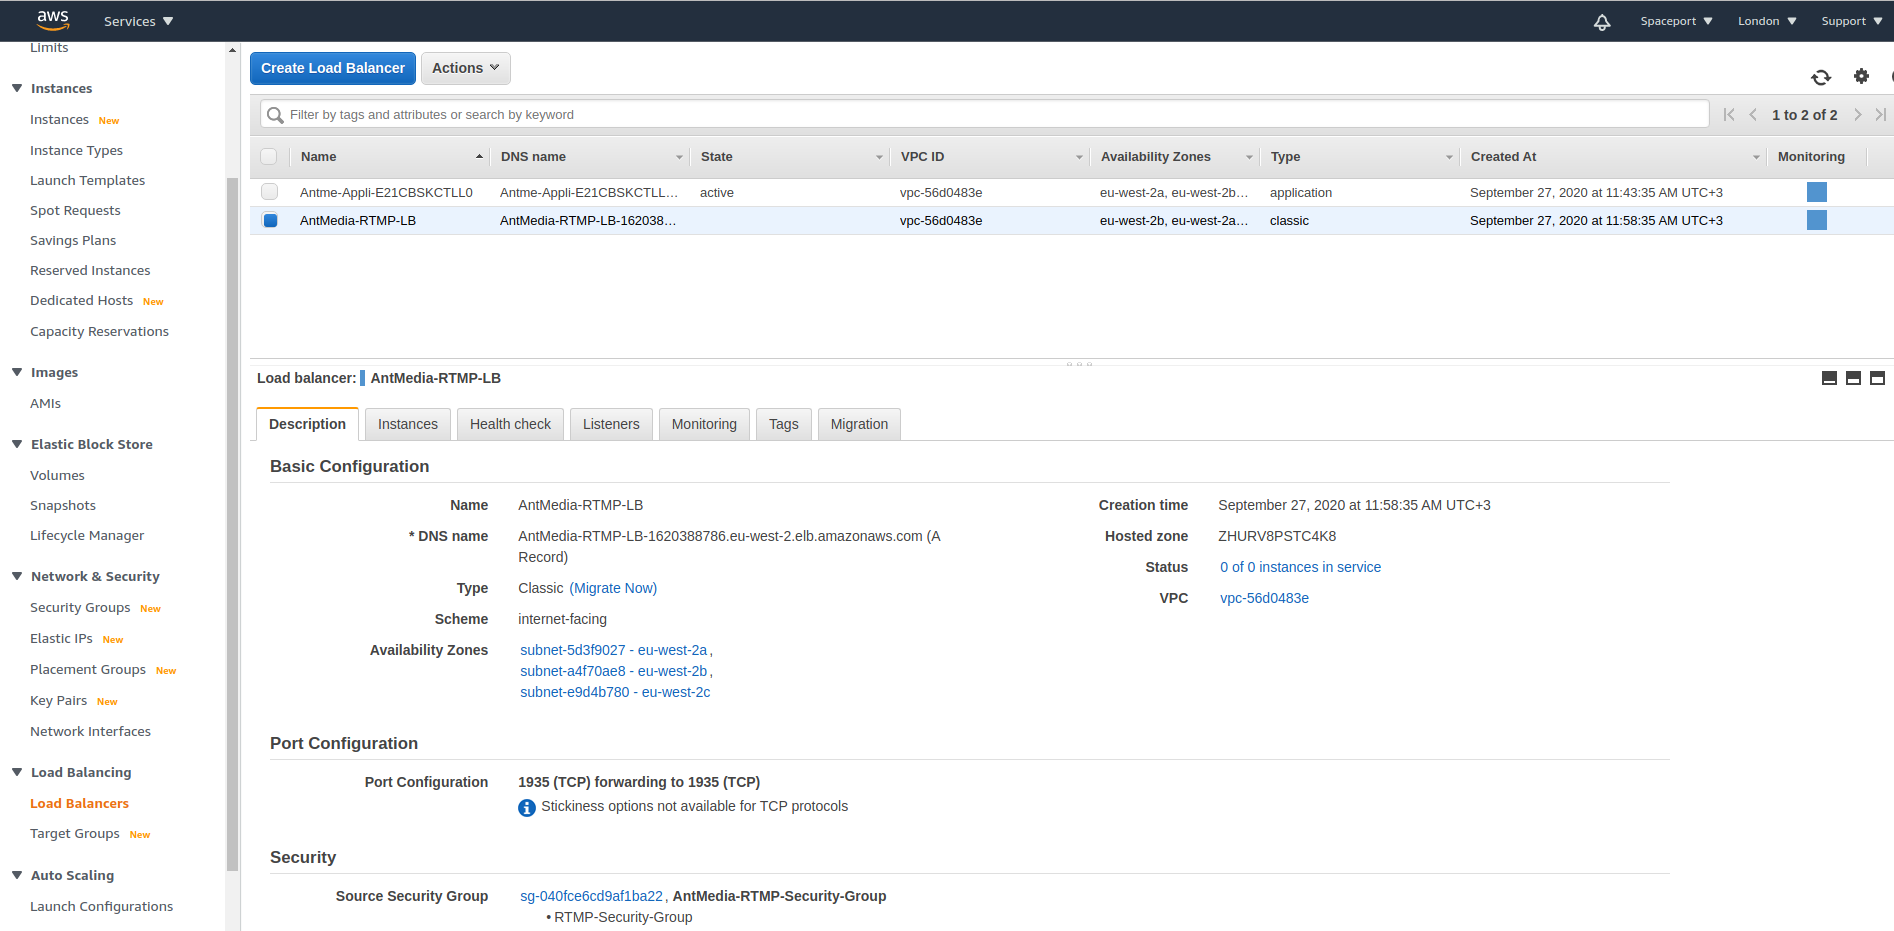 aws
Services
Spaceport
London
Support
Limits
Instances
Instances New
Instance Types
Launch Templates
Spot Requests
Savings Plans
Reserved Instances
Dedicated Hosts New
Capacity Reservations
Images
AMIs
Elastic Block Store
Volumes
Snapshots
Lifecycle Manager
Network & Security
Security Groups New
Elastic IPs New
Placement Groups New
Key Pairs New
Network Interfaces
Load Balancing
Load Balancers
Target Groups New
Auto Scaling
Launch Configurations
Create Load Balancer
Actions
Filter by tags and attributes or search by keyword
1 to 2 of 2
Name DNS name State VPC ID Availability Zones Type Created At Monitoring
Antme-Appli-E21CBSKCTLL0 Antme-Appli-E21CBSKCTLL... active vpc-56d0483e eu-west-2a, eu-west-2b... application September 27, 2020 at 11:43:35 AM UTC+3
AntMedia-RTMP-LB AntMedia-RTMP-LB-162038... vpc-56d0483e eu-west-2b, eu-west-2a... classic September 27, 2020 at 11:58:35 AM UTC+3
Load balancer: AntMedia-RTMP-LB
Description Instances Health check Listeners Monitoring Tags Migration
Basic Configuration
Name AntMedia-RTMP-LB
* DNS name AntMedia-RTMP-LB-1620388786.eu-west-2.elb.amazonaws.com (A
Record)
Type Classic (Migrate Now)
Scheme internet-facing
Availability Zones subnet-5d3f9027 - eu-west-2a,
subnet-a4f70ae8 - eu-west-2b,
subnet-e9d4b780 - eu-west-2c
Creation time September 27, 2020 at 11:58:35 AM UTC+3
Hosted zone ZHURV8PSTC4K8
Status 0 of 0 instances in service
VPC vpc-56d0483e
Port Configuration
Port Configuration 1935 (TCP) forwarding to 1935 (TCP)
Stickiness options not available for TCP protocols
Security
Source Security Group sg-040fce6cd9af1ba22, AntMedia-RTMP-Security-Group
• RTMP-Security-Group